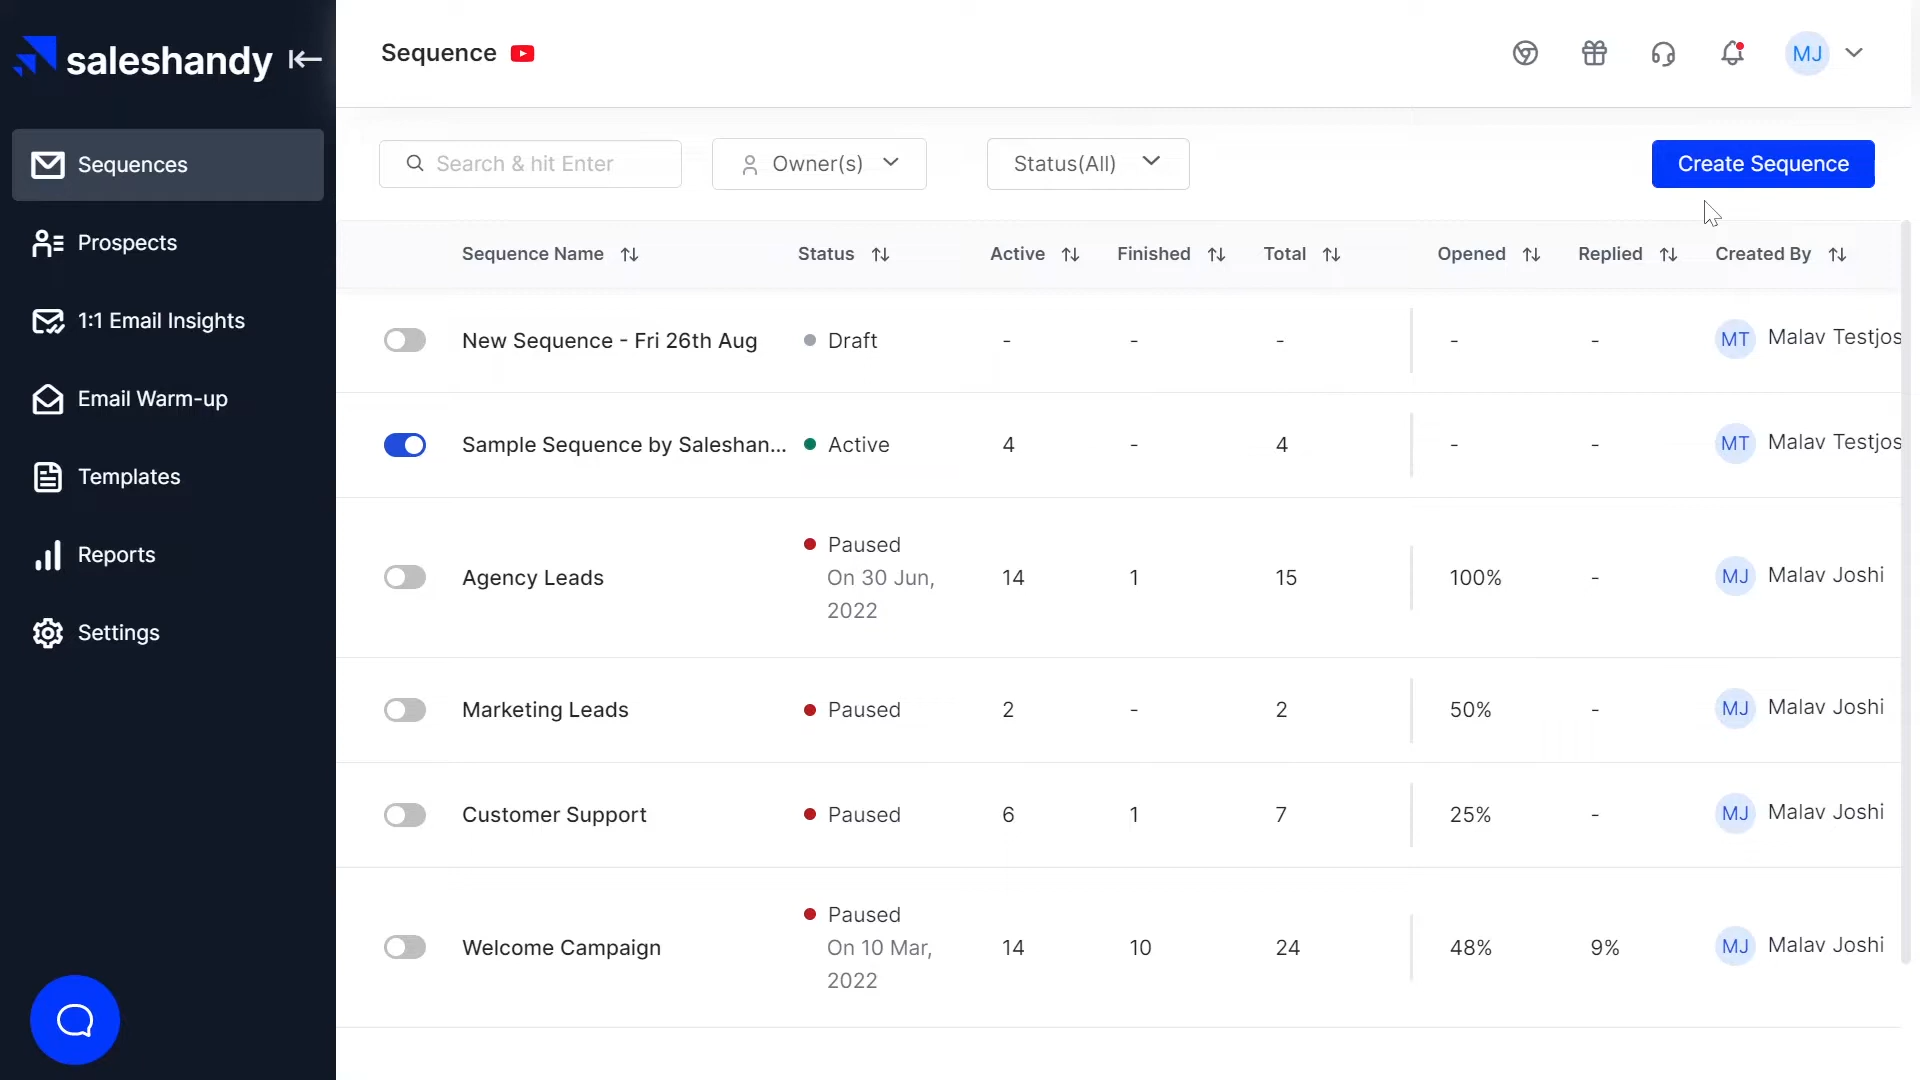 saleshandy
Sequence
MJ
Sequences
Prospects
1:1 Email Insights
Email Warm-up
Templates
Reports
Settings
Search & hit Enter
Owner(s)
Status(All)
Create Sequence
Sequence Name Status Active Finished Total Opened Replied Created By
New Sequence - Fri 26th Aug Draft - - - - - MT Malav Testjos
Sample Sequence by Saleshan... Active 4 - 4 - - MT Malav Testjos
Agency Leads Paused On 30 Jun, 2022 14 1 15 100% - MJ Malav Joshi
Marketing Leads Paused 2 - 2 50% - MJ Malav Joshi
Customer Support Paused 6 1 7 25% - MJ Malav Joshi
Welcome Campaign Paused On 10 Mar, 2022 14 10 24 48% 9% MJ Malav Joshi